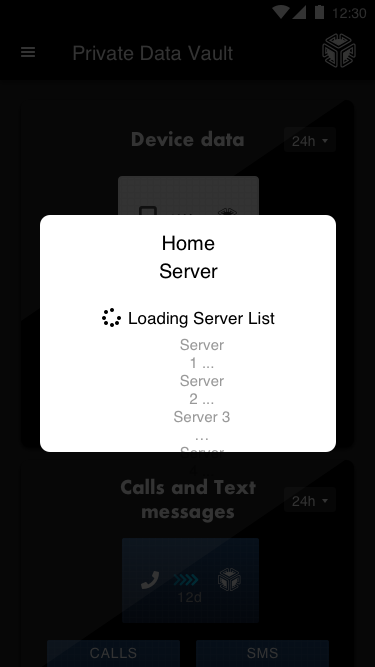 12:30
Private Data Vault
Device data
24h
Home
Server
Loading Server List
Server
1 ...
Server
2 ...
Server 3
...
Server
Calls and Text
messages
24h
12d
CALLS
SMS